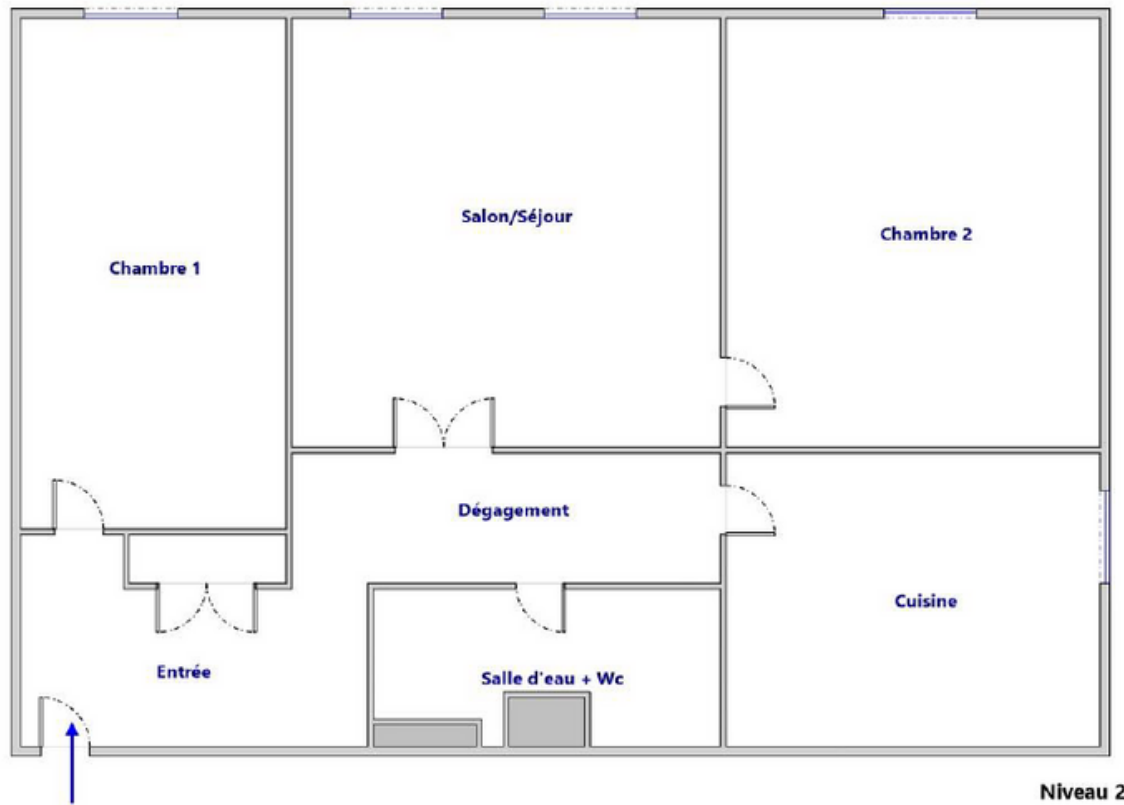 Salon/Séjour
Chambre 2
Chambre 1
Dégagement
Cuisine
Entrée
Salle d'eau + Wc
Niveau 2